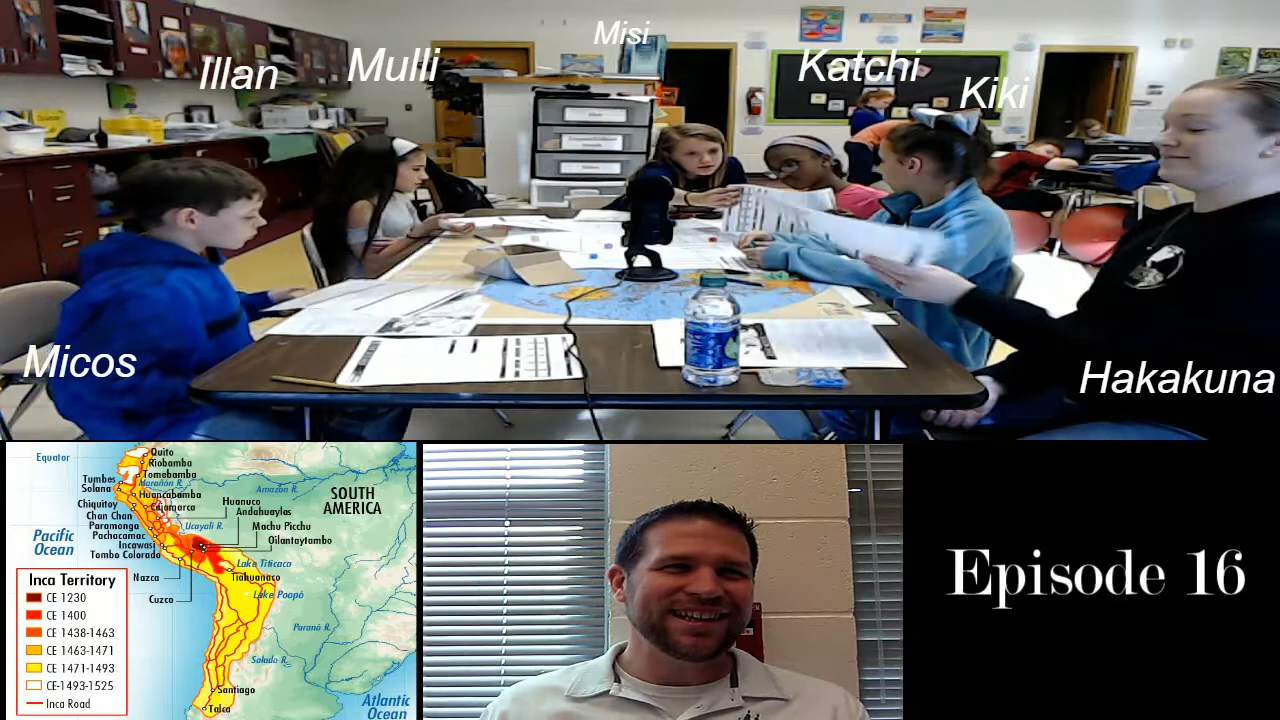 Misi
Illan
Mulli
Katchi
Kiki
Micos
Hakakuna
Equator
Quito
Riobamba
Tomebamba
Tumbes
Marañón R.
Solana
Huancabamba
Amazon R.
SOUTH
AMERICA
Chiquitoy
Cajamarca
Huanuco
Chan Chan
Andahuaylas
Paramonga
Ucayali R.
Machu Picchu
Pachacamac
Pacific
Ocean
Incawasi
Ollantaytambo
Tombo Colorado
Lake Titicaca
Nazca
Tiahuanaco
Cuzco
Lake Poopó
Paraná R.
Salado R.
Santiago
Talca
Atlantic
Ocean
Inca Territory
CE 1230
CE 1400
CE 1438-1463
CE 1463-1471
CE 1471-1493
CE-1493-1525
Inca Road
Episode 16